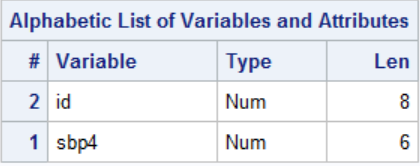 Alphabetic List of Variables and Attributes
# Variable Type Len
2 id Num 8
1 sbp4 Num 6